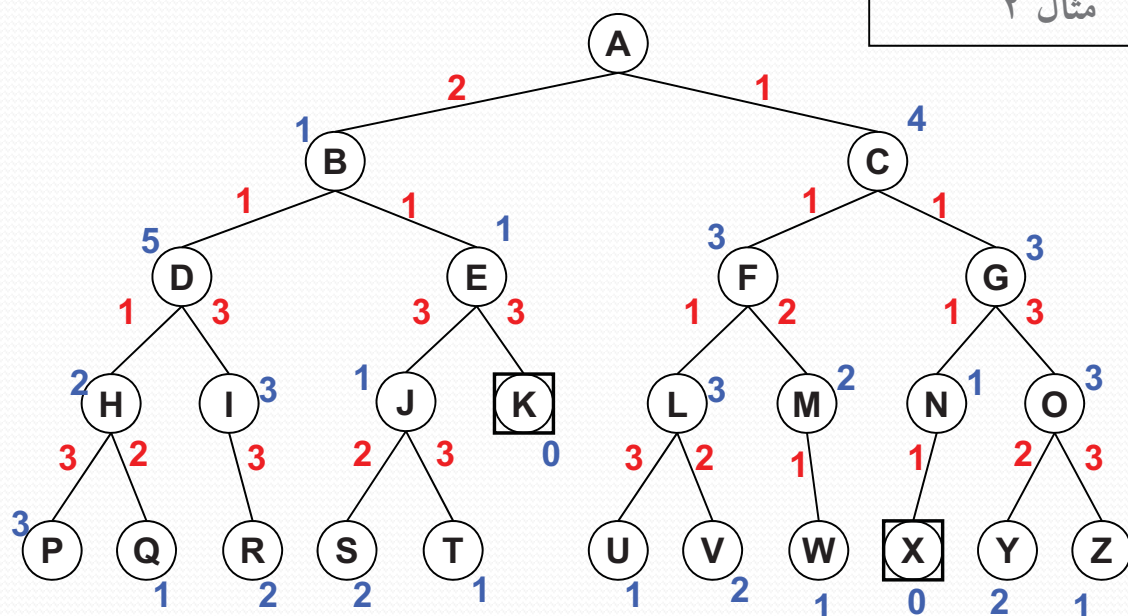 مثال ۲
A
2 1
1 4
B C
1 1 1 1
5 1 3 3
D E F G
1 3 3 3 1 2 1 3
2 3 1 3 2 1 3
H I J K L M N O
0
3 2 3 2 3 3 2 1 1 2 3
3
P Q R S T U V W X Y Z
1 2 2 1 1 2 1 0 2 1